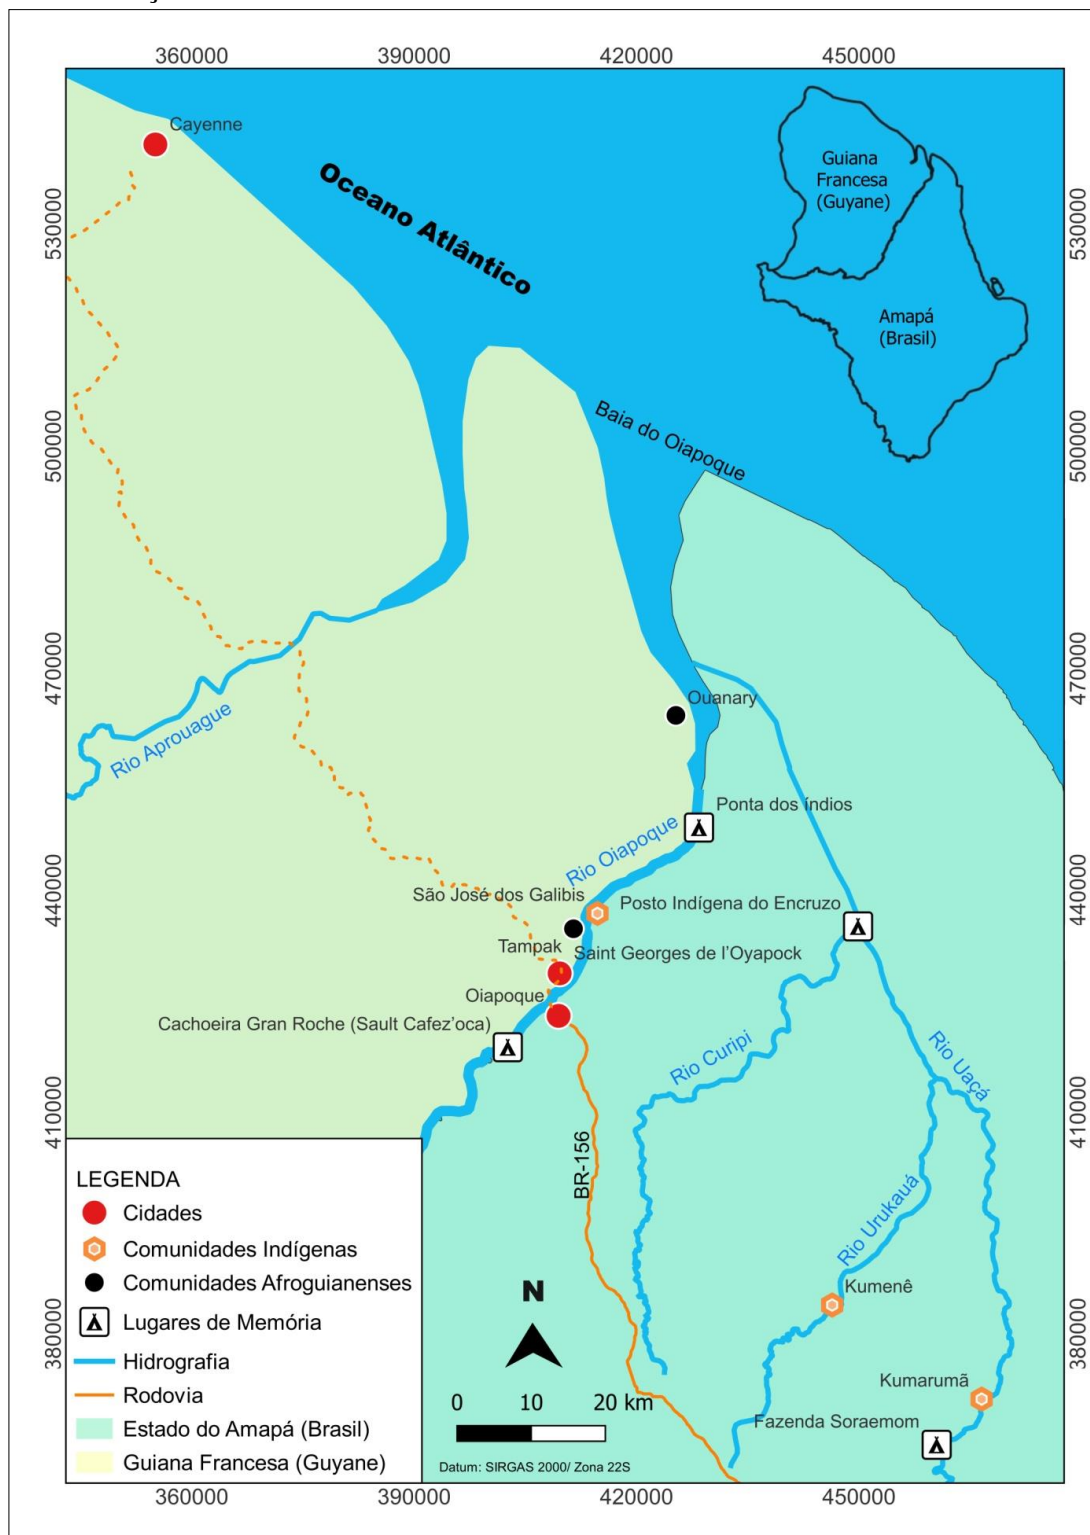 360000
390000
420000
450000
Cayenne
Oceano Atlântico
Guiana
Francesa
(Guyane)
Amapá
(Brasil)
530000
530000
Baia do Oiapoque
500000
500000
470000
470000
Ouanary
Rio Aprouague
Ponta dos índios
Rio Oiapoque
440000
440000
São José dos Galibis
Posto Indígena do Encruzo
Tampak
Saint Georges de l'Oyapock
Oiapoque
Cachoeira Gran Roche (Sault Cafez'oca)
Rio Curipi
Rio Uaçá
410000
410000
BR-156
Rio Urukauá
LEGENDA
Cidades
Comunidades Indígenas
Comunidades Afroguianenses
Lugares de Memória
Hidrografia
Rodovia
Estado do Amapá (Brasil)
Guiana Francesa (Guyane)
Kumenê
N
380000
380000
Kumarumã
0 10 20 km
Fazenda Soraemom
Datum: SIRGAS 2000/ Zona 22S
360000
390000
420000
450000